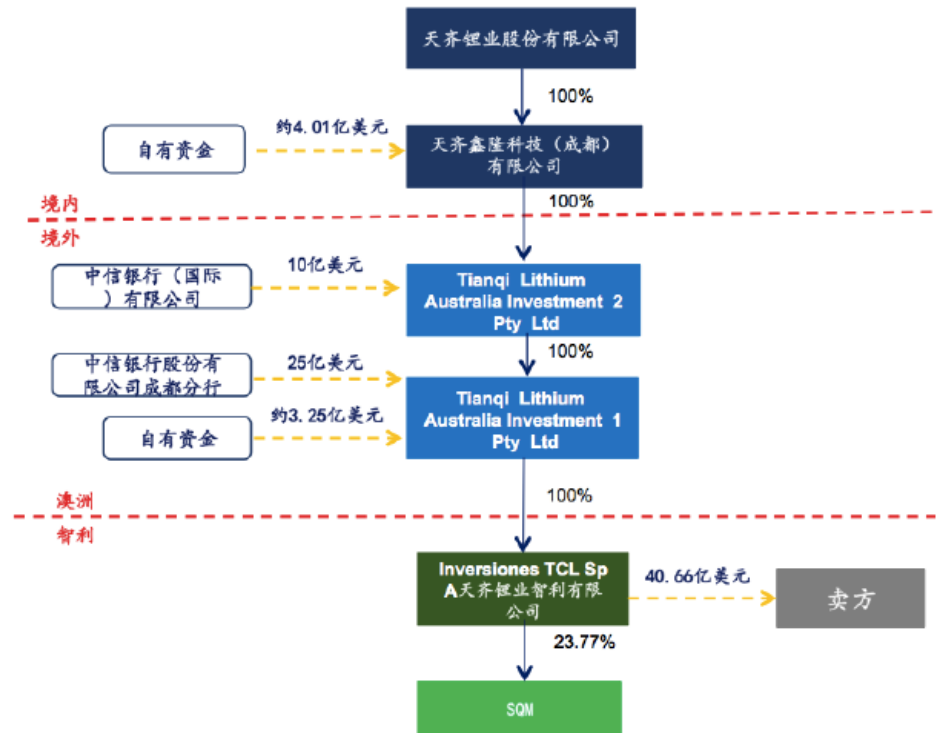 天齐锂业股份有限公司
100%
约4.01亿美元
自有资金
天齐鑫隆科技（成都）
有限公司
100%
境内
境外
中信银行（国际
）有限公司
10亿美元
Tianqi Lithium
Australia Investment 2
Pty Ltd
100%
中信银行股份有
限公司成都分行
25亿美元
Tianqi Lithium
Australia Investment 1
Pty Ltd
约3.25亿美元
自有资金
100%
澳洲
智利
Inversiones TCL Sp
A天齐锂业智利有限
公司
40.66亿美元
卖方
23.77%
SQM